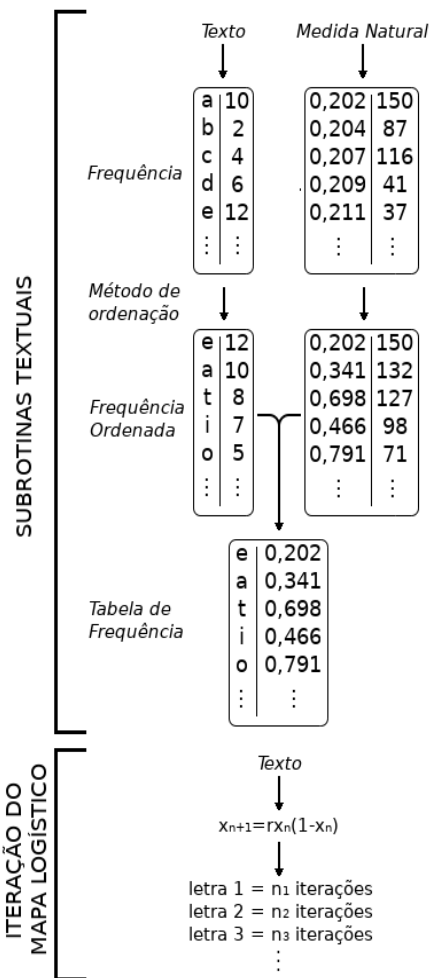 Texto Medida Natural
SUBROTINAS TEXTUAIS
Frequência
a 10 0,202 150
b 2 0,204 87
c 4 0,207 116
d 6 0,209 41
e 12 0,211 37
⋮ ⋮ ⋮ ⋮
Método de
ordenação
Frequência
Ordenada
e 12 0,202 150
a 10 0,341 132
t 8 0,698 127
i 7 0,466 98
o 5 0,791 71
⋮ ⋮ ⋮ ⋮
Tabela de
Frequência
e 0,202
a 0,341
t 0,698
i 0,466
o 0,791
⋮ ⋮
ITERAÇÃO DO
MAPA LOGÍSTICO
Texto
xₙ₊₁=rxₙ(1-xₙ)
letra 1 = n₁ iterações
letra 2 = n₂ iterações
letra 3 = n₃ iterações
⋮